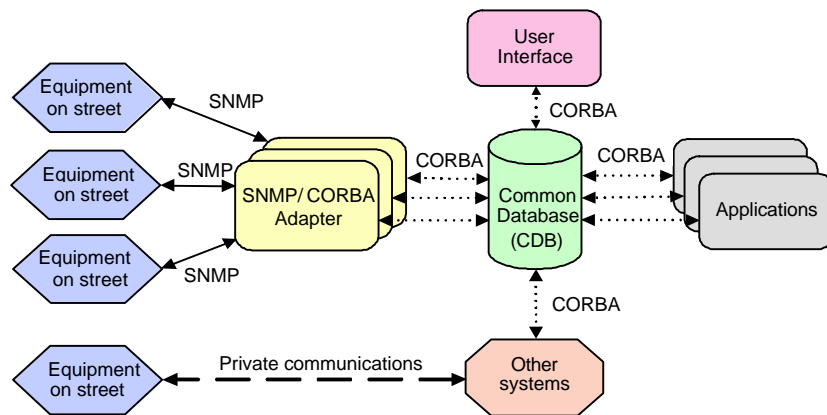 User
Interface
Equipment
on street
SNMP
CORBA
SNMP
CORBA
CORBA
Equipment
on street
SNMP/ CORBA
Adapter
Common
Database
(CDB)
Applications
Equipment
on street
SNMP
CORBA
Equipment
on street
Private communications
Other
systems